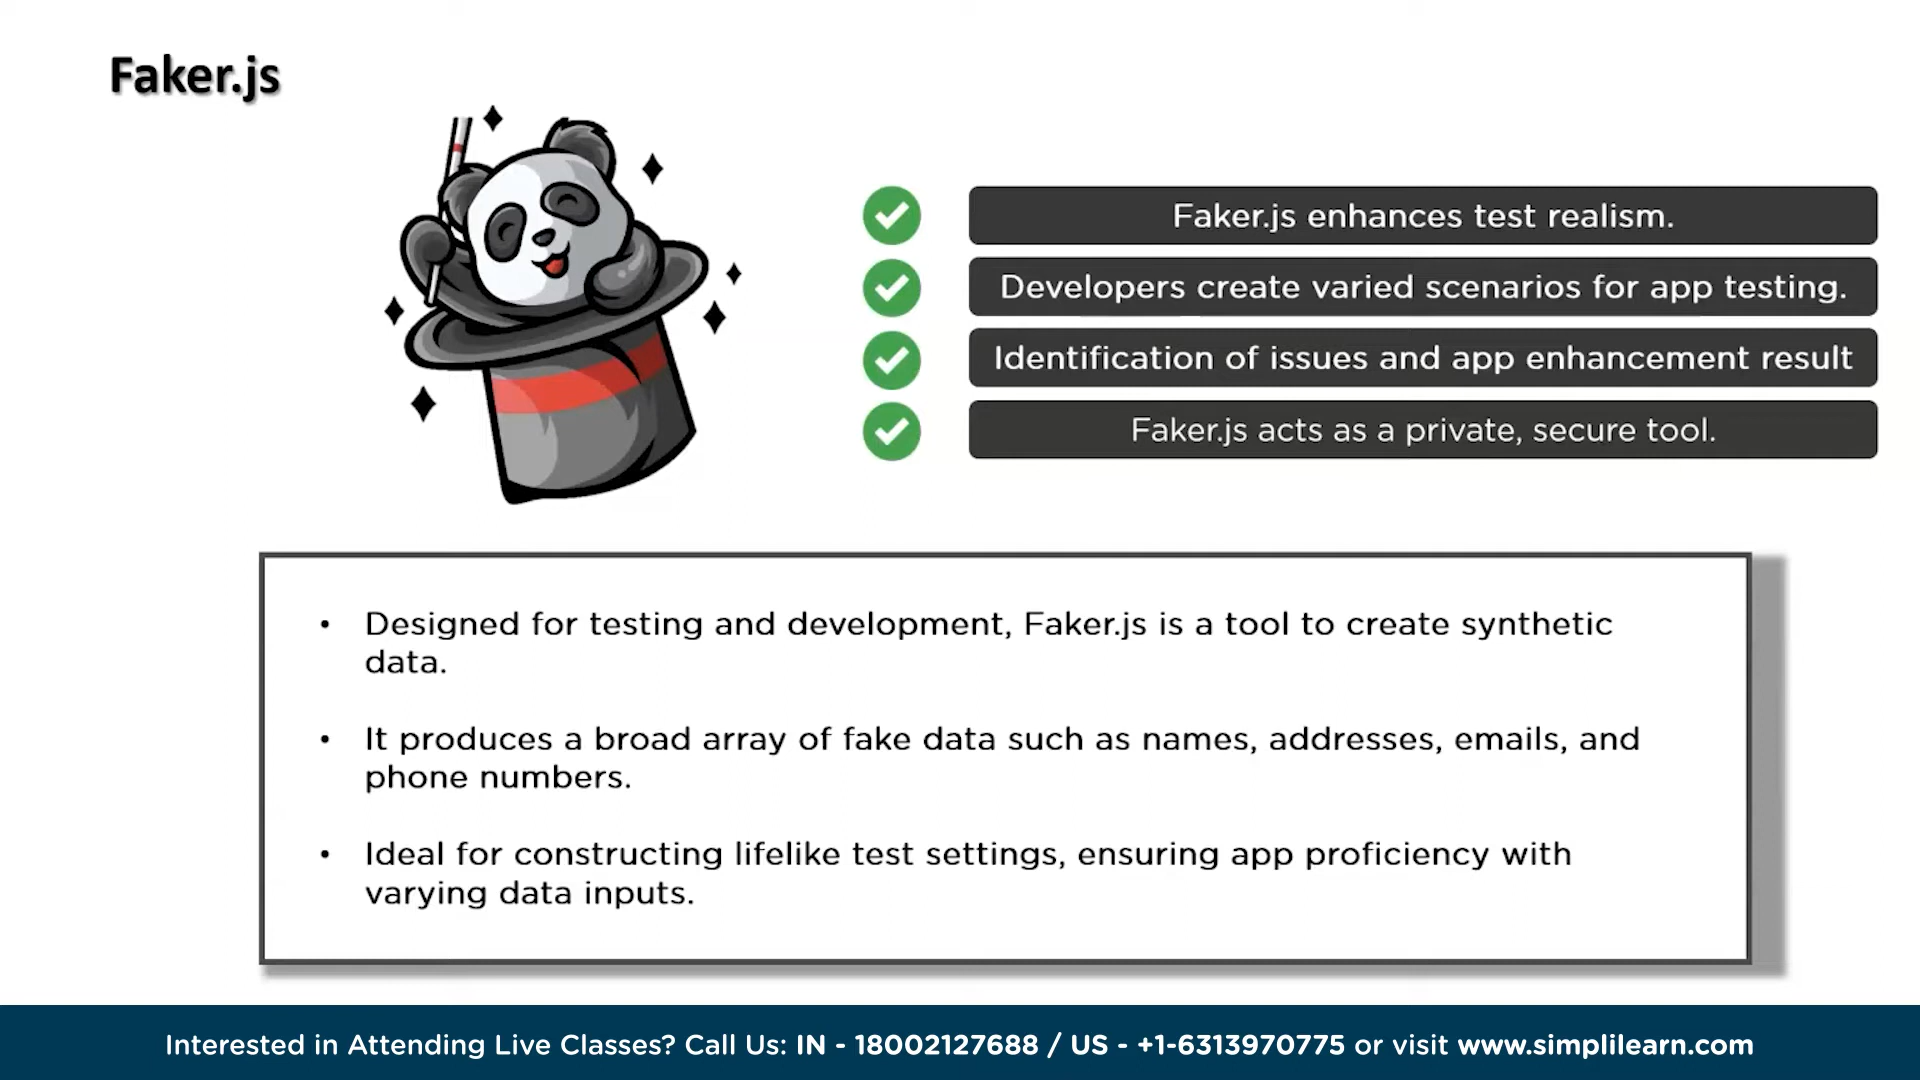 Faker.js
Faker.js enhances test realism.
Developers create varied scenarios for app testing.
Identification of issues and app enhancement result
Faker.js acts as a private, secure tool.
• Designed for testing and development, Faker.js is a tool to create synthetic
data.
• It produces a broad array of fake data such as names, addresses, emails, and
phone numbers.
• Ideal for constructing lifelike test settings, ensuring app proficiency with
varying data inputs.
Interested in Attending Live Classes? Call Us: IN - 18002127688 / US - +1-6313970775 or visit www.simplilearn.com